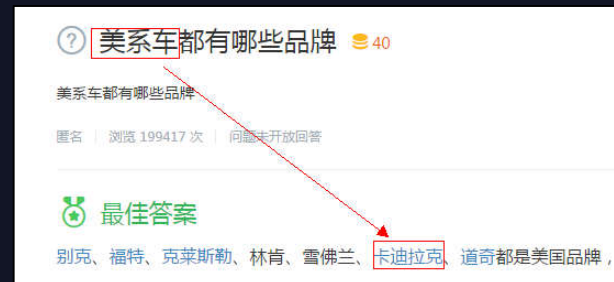 美系车都有哪些品牌 40
美系车都有哪些品牌
匿名 | 浏览 199417 次 | 问题未开放回答
最佳答案
别克、福特、克莱斯勒、林肯、雪佛兰、卡迪拉克、道奇都是美国品牌，